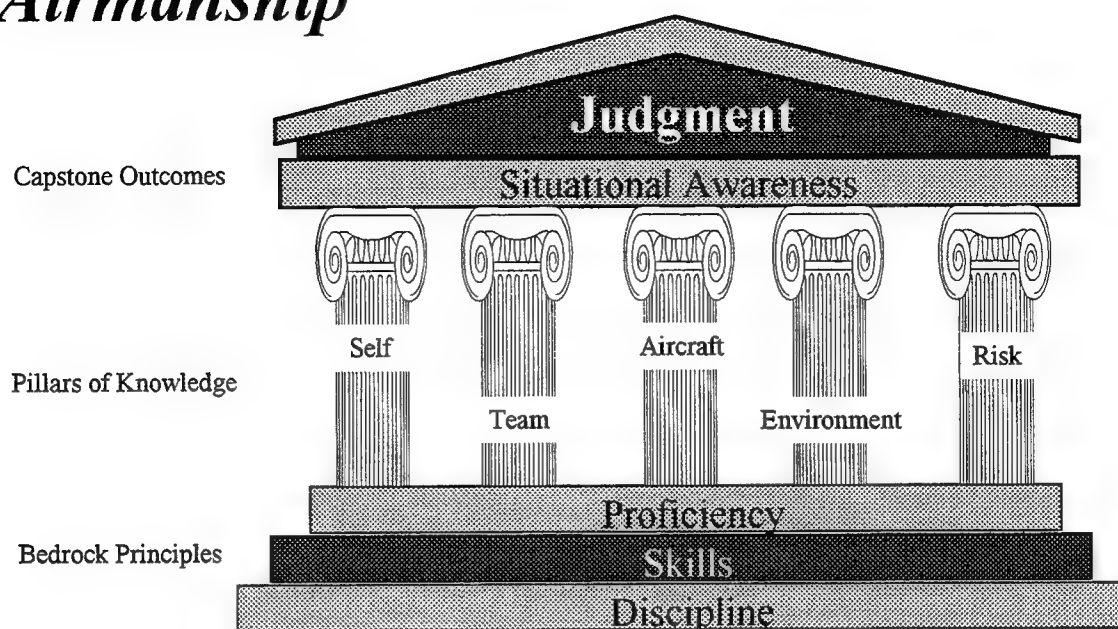 Airmanship
Judgment
Capstone Outcomes
Situational Awareness
Self
Aircraft
Risk
Pillars of Knowledge
Team
Environment
Proficiency
Bedrock Principles
Skills
Discipline